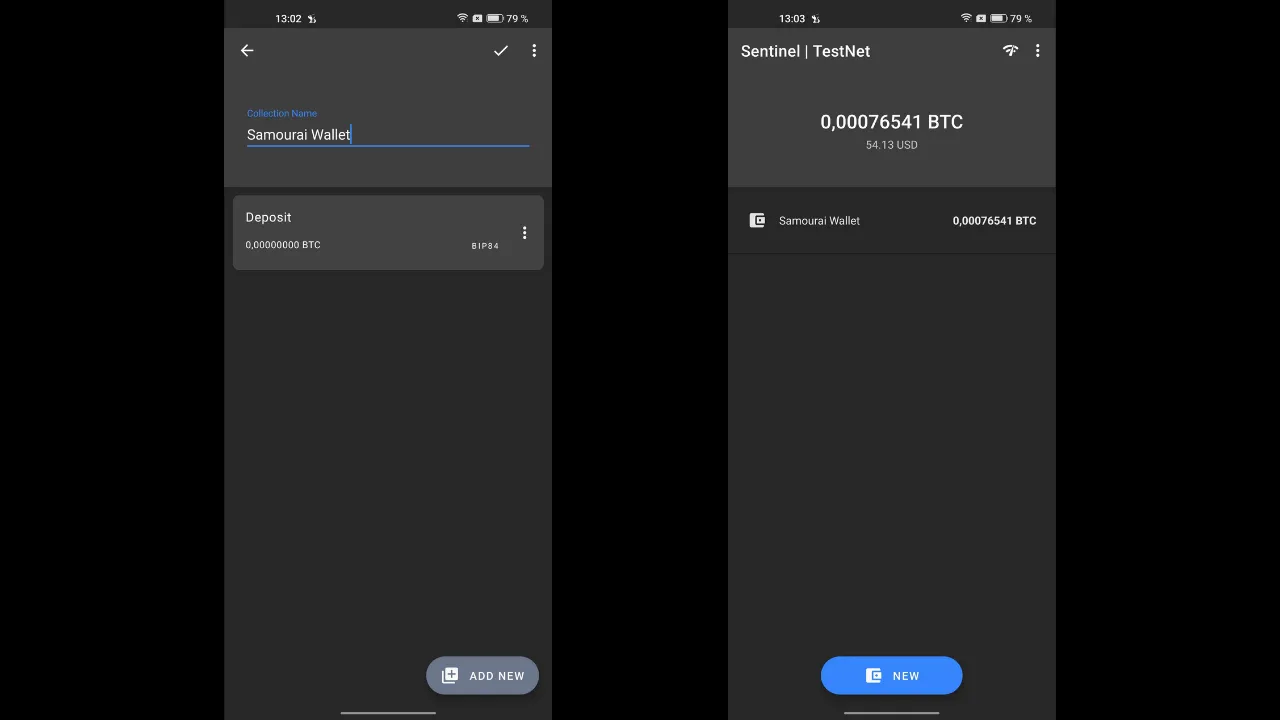 13:02
79 %
Collection Name
Samourai Wallet
Deposit
0,00000000 BTC
BIP84
ADD NEW
13:03
79 %
Sentinel | TestNet
0,00076541 BTC
54.13 USD
Samourai Wallet
0,00076541 BTC
NEW